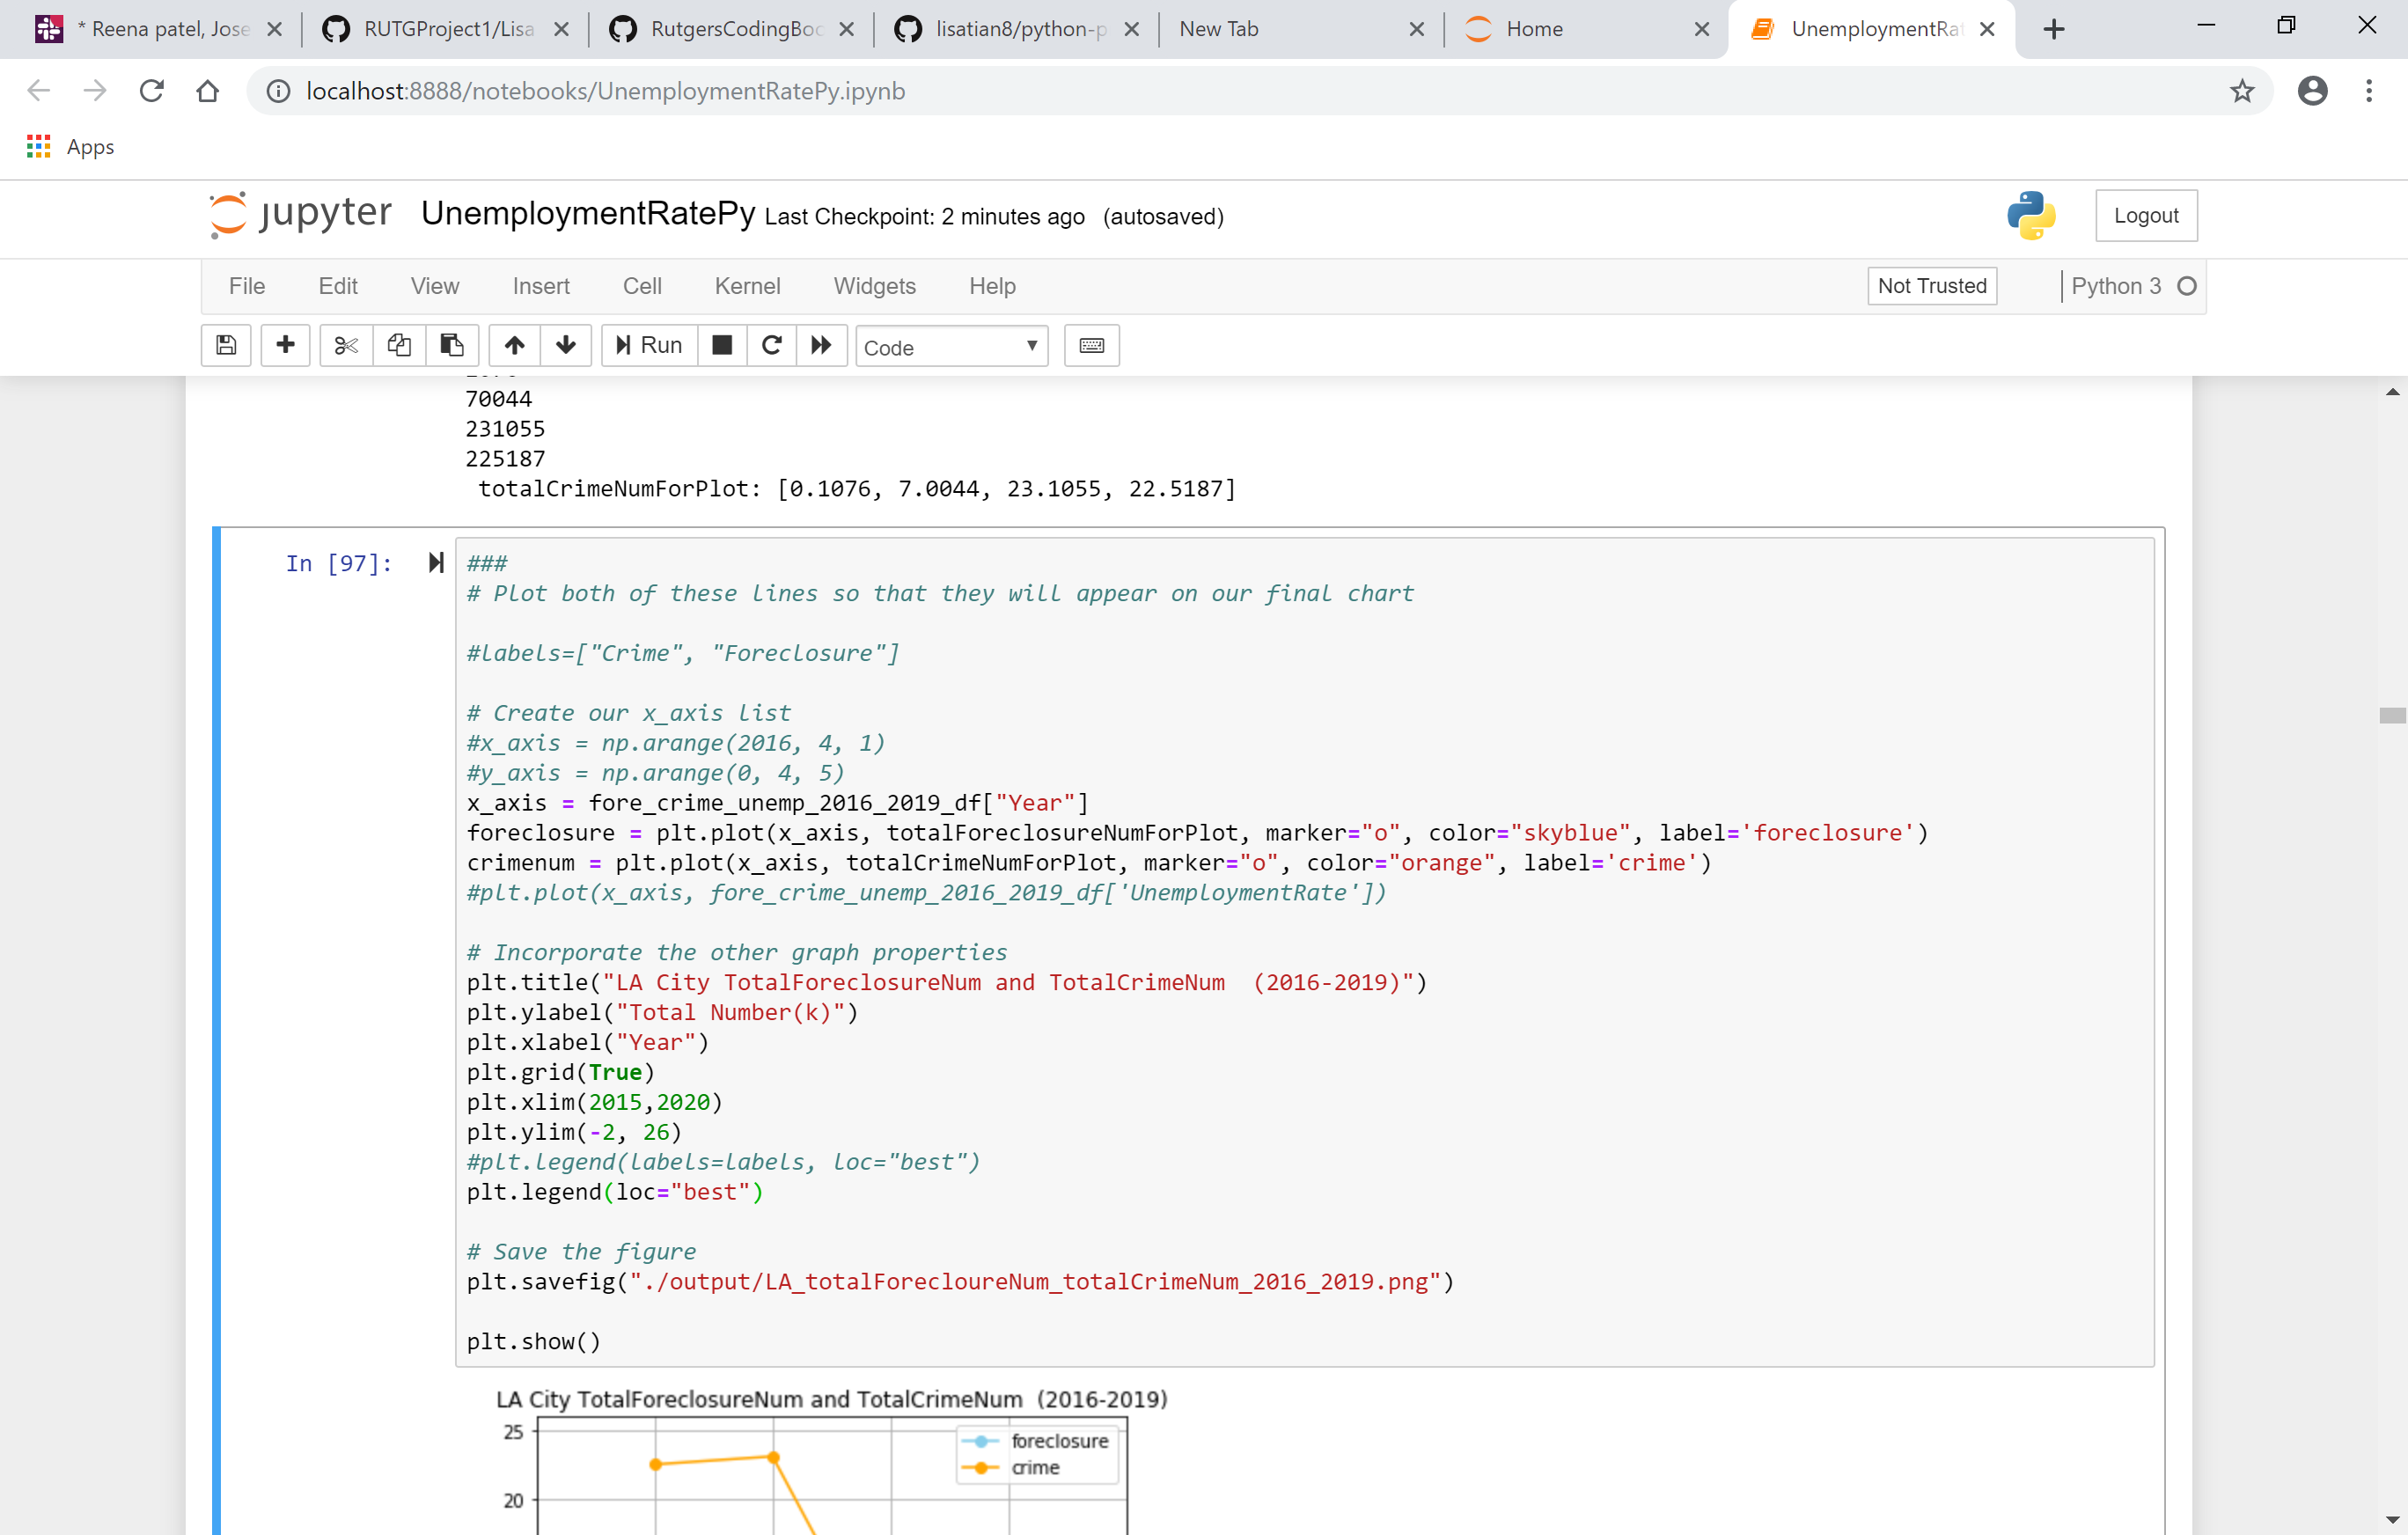 * Reena patel, Jose
RUTGProject1/Lisa
RutgersCodingBoc
lisatian8/python-p
New Tab
Home
UnemploymentRat
localhost:8888/notebooks/UnemploymentRatePy.ipynb
Apps
jupyter UnemploymentRatePy Last Checkpoint: 2 minutes ago (autosaved)
Logout
File Edit View Insert Cell Kernel Widgets Help
Not Trusted
Python 3
Run
Code
70044
231055
225187
totalCrimeNumForPlot: [0.1076, 7.0044, 23.1055, 22.5187]
In [97]:
###
# Plot both of these lines so that they will appear on our final chart
#labels=["Crime", "Foreclosure"]
# Create our x_axis list
#x_axis = np.arange(2016, 4, 1)
#y_axis = np.arange(0, 4, 5)
x_axis = fore_crime_unemp_2016_2019_df["Year"]
foreclosure = plt.plot(x_axis, totalForeclosureNumForPlot, marker="o", color="skyblue", label='foreclosure')
crimenum = plt.plot(x_axis, totalCrimeNumForPlot, marker="o", color="orange", label='crime')
#plt.plot(x_axis, fore_crime_unemp_2016_2019_df['UnemploymentRate'])
# Incorporate the other graph properties
plt.title("LA City TotalForeclosureNum and TotalCrimeNum  (2016-2019)")
plt.ylabel("Total Number(k)")
plt.xlabel("Year")
plt.grid(True)
plt.xlim(2015,2020)
plt.ylim(-2, 26)
#plt.legend(labels=labels, loc="best")
plt.legend(loc="best")
# Save the figure
plt.savefig("./output/LA_totalForecloureNum_totalCrimeNum_2016_2019.png")
plt.show()
LA City TotalForeclosureNum and TotalCrimeNum  (2016-2019)
25
foreclosure
crime
20